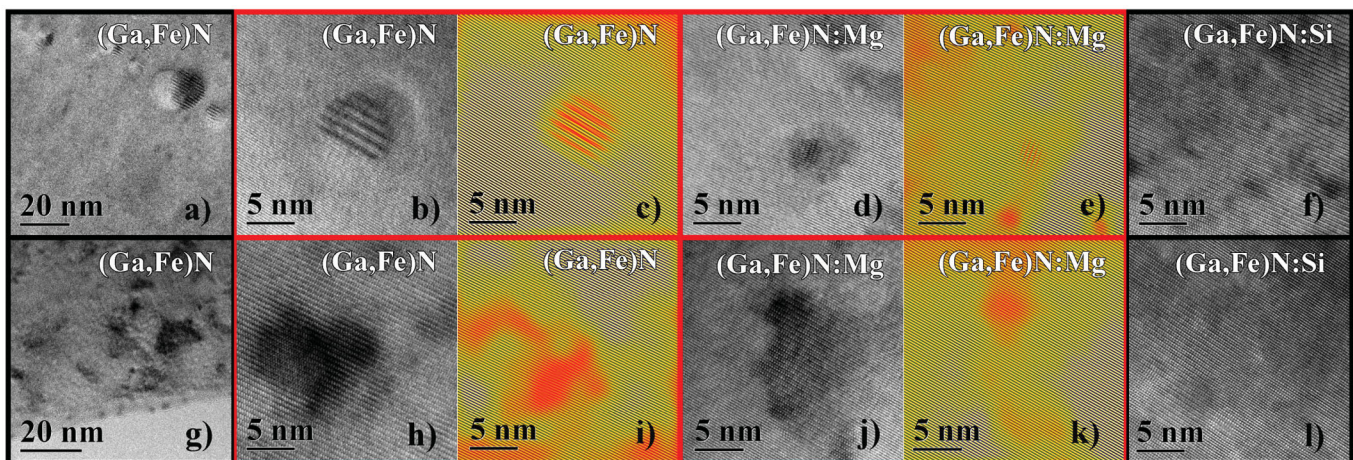 (Ga,Fe)N
20 nm
a)
(Ga,Fe)N
5 nm
b)
(Ga,Fe)N
5 nm
c)
(Ga,Fe)N:Mg
5 nm
d)
(Ga,Fe)N:Mg
5 nm
e)
(Ga,Fe)N:Si
5 nm
f)
(Ga,Fe)N
20 nm
g)
(Ga,Fe)N
5 nm
h)
(Ga,Fe)N
5 nm
i)
(Ga,Fe)N:Mg
5 nm
j)
(Ga,Fe)N:Mg
5 nm
k)
(Ga,Fe)N:Si
5 nm
l)